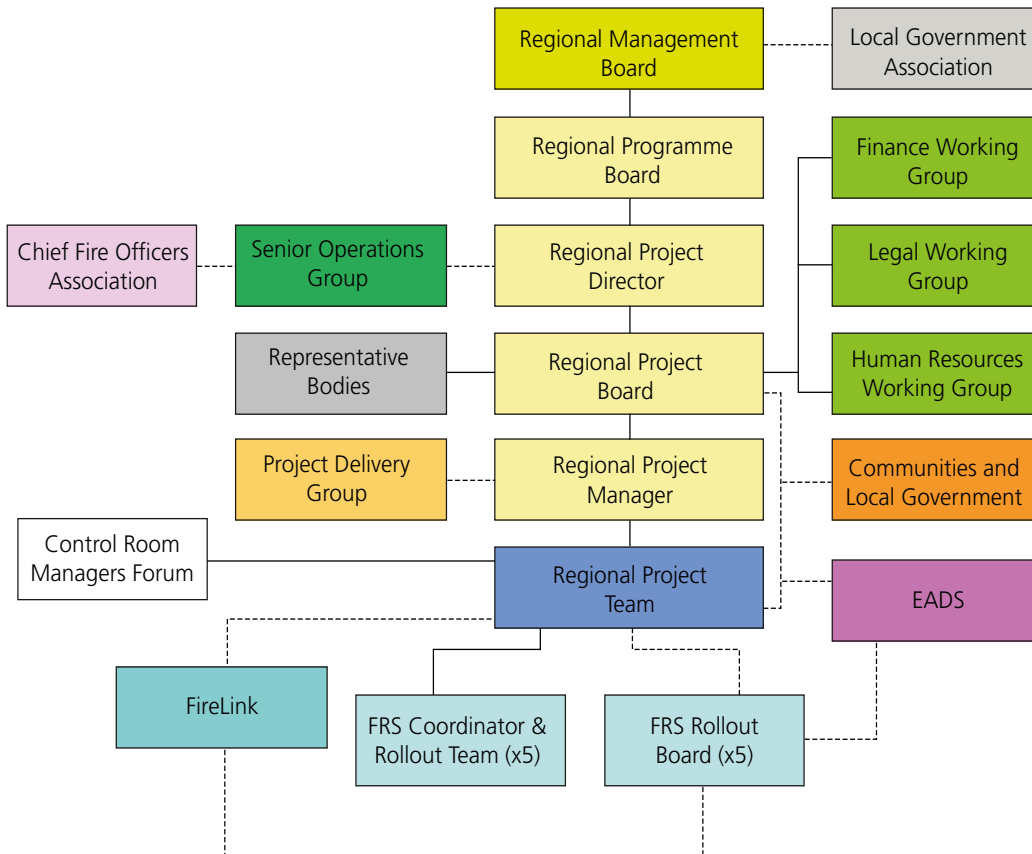 Regional Management
Board
Local Government
Association
Regional Programme
Board
Finance Working
Group
Chief Fire Officers
Association
Senior Operations
Group
Regional Project
Director
Legal Working
Group
Representative
Bodies
Regional Project
Board
Human Resources
Working Group
Project Delivery
Group
Regional Project
Manager
Communities and
Local Government
Control Room
Managers Forum
Regional Project
Team
EADS
FireLink
FRS Coordinator &
Rollout Team (x5)
FRS Rollout
Board (x5)